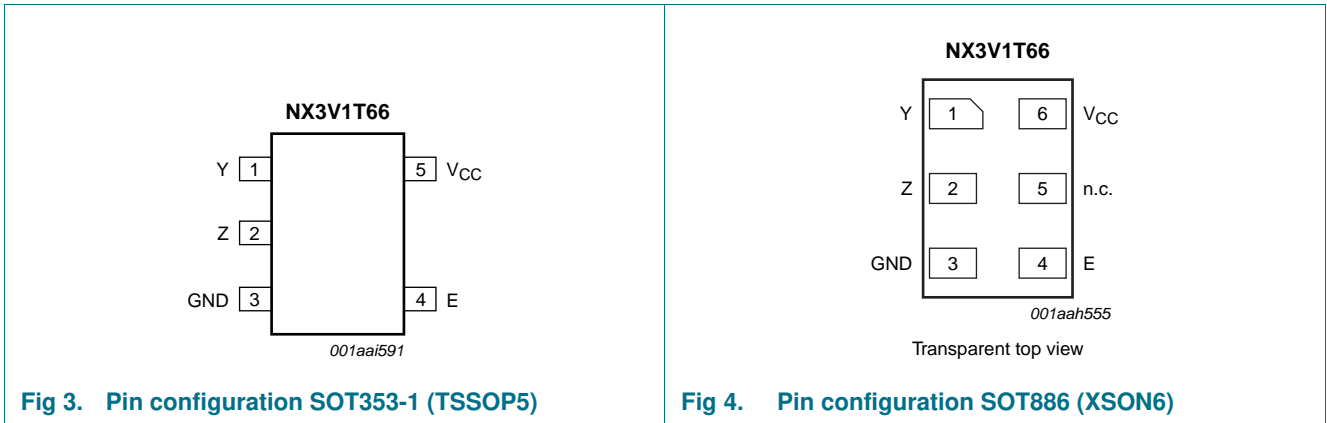 NX3V1T66
Y 1 5 VCC
Z 2
GND 3 4 E
001aai591
Fig 3. Pin configuration SOT353-1 (TSSOP5)
NX3V1T66
Y 1 6 VCC
Z 2 5 n.c.
GND 3 4 E
001aah555
Transparent top view
Fig 4. Pin configuration SOT886 (XSON6)